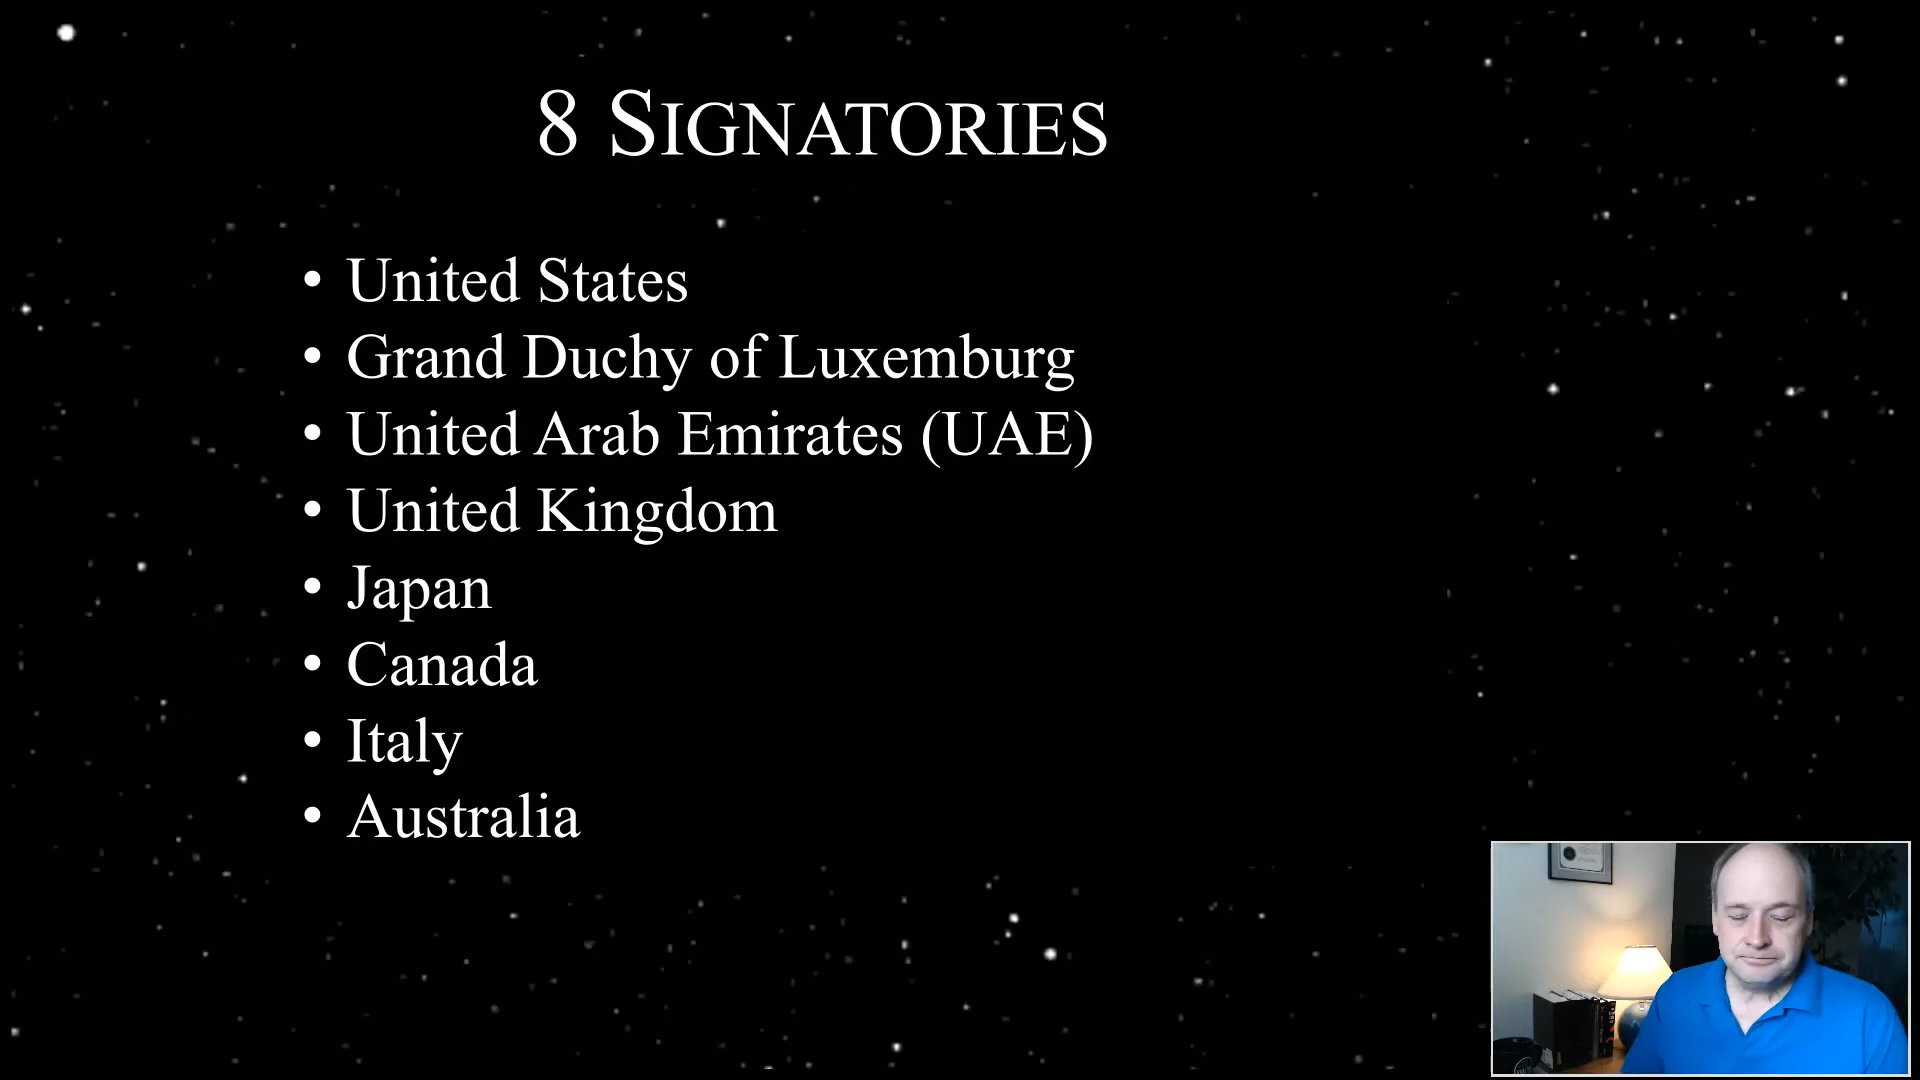 8 SIGNATORIES
• United States
• Grand Duchy of Luxemburg
• United Arab Emirates (UAE)
• United Kingdom
• Japan
• Canada
• Italy
• Australia